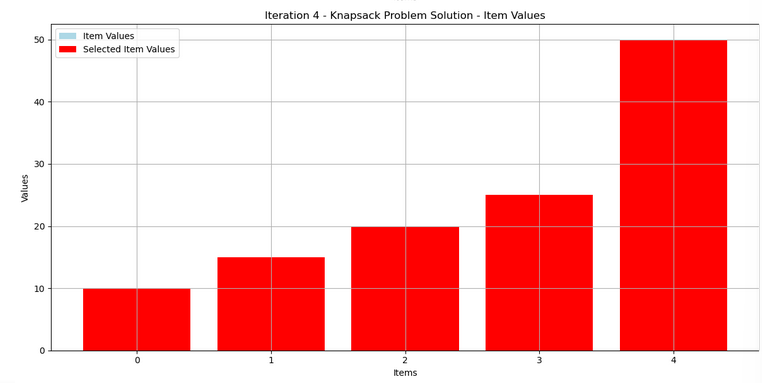 Iteration 4 - Knapsack Problem Solution - Item Values
Item Values
Selected Item Values
50
40
30
20
10
0
Values
0 1 2 3 4
Items